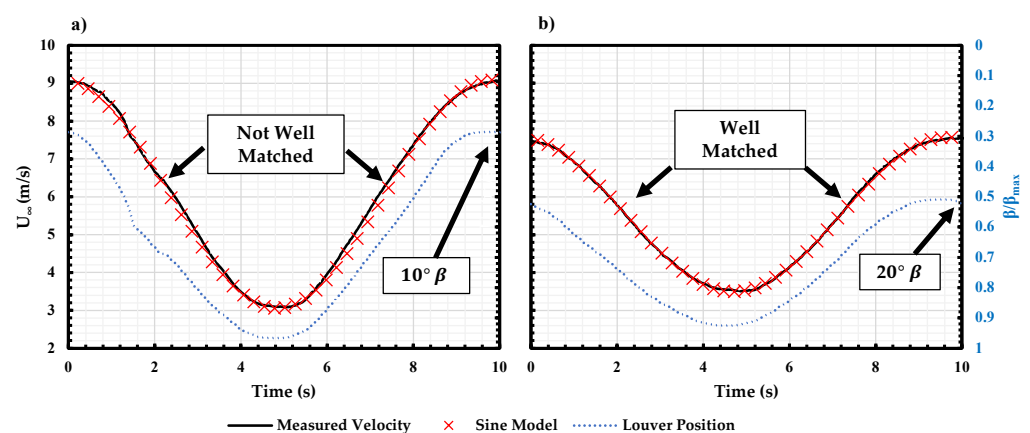 a)
b)
10
9
8
7
6
5
4
3
2
U∞ (m/s)
Not Well
Matched
10° β
0
2
4
6
8
10
Time (s)
Well
Matched
20° β
0
2
4
6
8
10
Time (s)
0
0.1
0.2
0.3
0.4
0.5
0.6
0.7
0.8
0.9
1
β/βmax
Measured Velocity
Sine Model
Louver Position